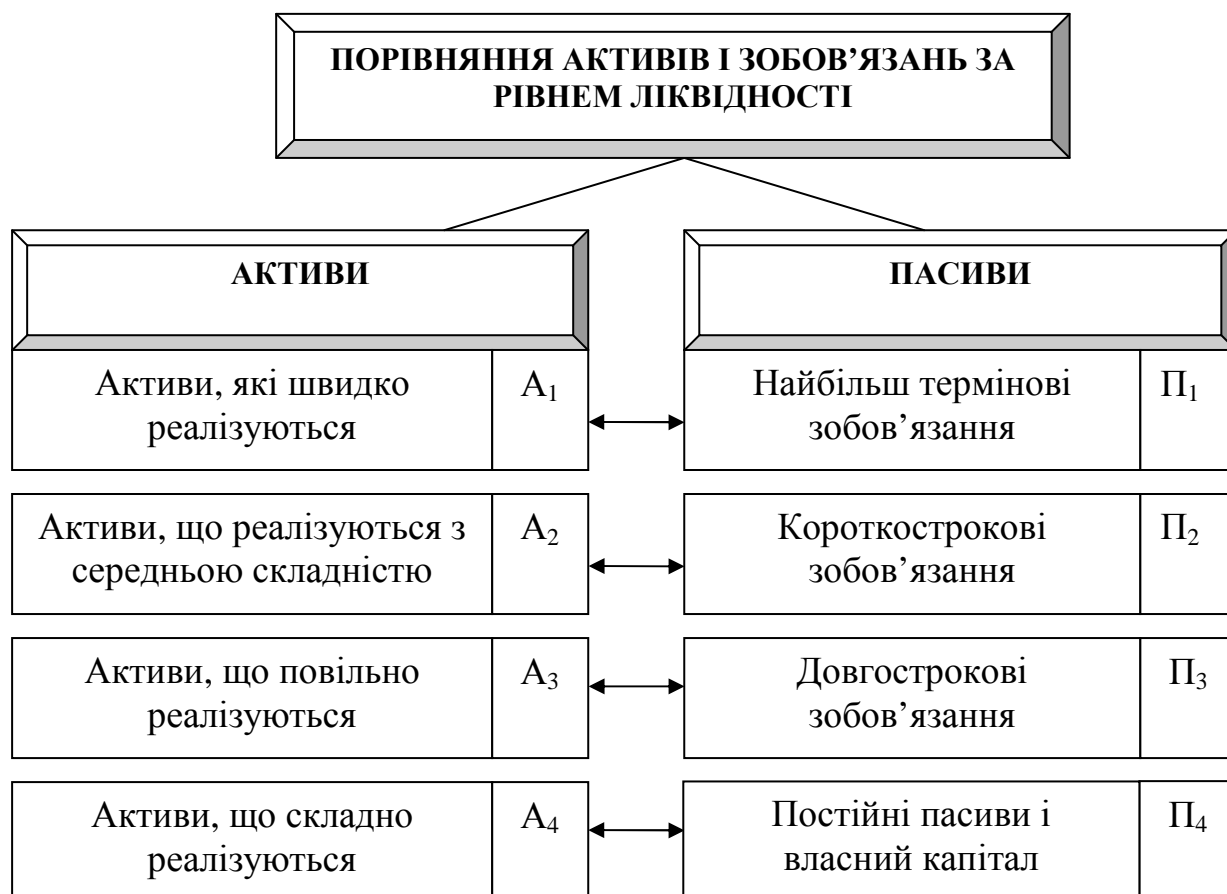 ПОРІВНЯННЯ АКТИВІВ І ЗОБОВ’ЯЗАНЬ ЗА
РІВНЕМ ЛІКВІДНОСТІ
АКТИВИ
ПАСИВИ
Активи, які швидко
реалізуються
А₁
Найбільш термінові
зобов’язання
П₁
Активи, що реалізуються з
середньою складністю
А₂
Короткострокові
зобов’язання
П₂
Активи, що повільно
реалізуються
А₃
Довгострокові
зобов’язання
П₃
Активи, що складно
реалізуються
А₄
Постійні пасиви і
власний капітал
П₄